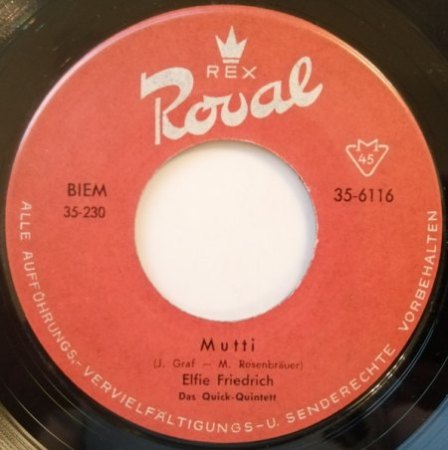 REX
Royal
45
BIEM
35-230
35-6116
Mutti
(J. Graf — M. Rosenbräuer)
Elfie Friedrich
Das Quick-Quintett
ALLE AUFFÜHRUNGS-, VERVIELFÄLTIGUNGS- U. SENDERECHTE VORBEHALTEN